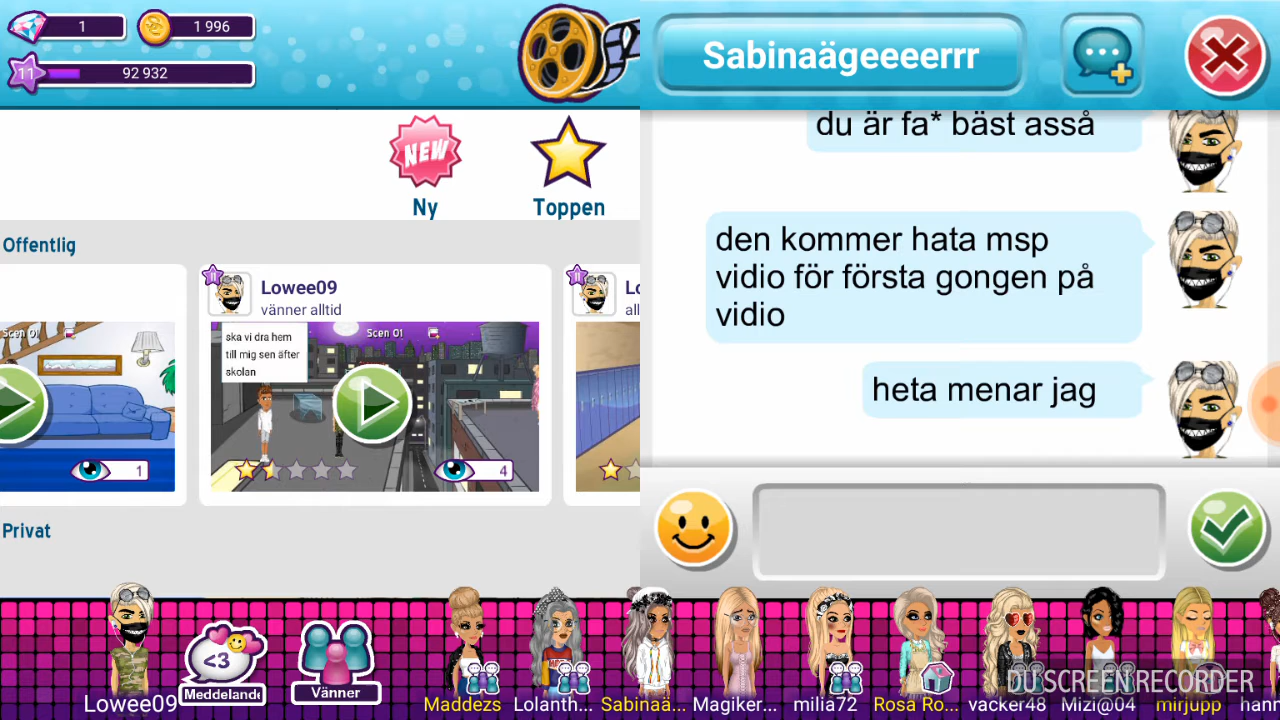 1
1 996
11
92 932
NEW
Ny
Toppen
Offentlig
Scen 01
1
Lowee09
vänner alltid
ska vi dra hem
till mig sen äfter
skolan
Scen 01
4
Privat
Sabinaägeeeerrr
du är fa* bäst asså
den kommer hata msp
vidio för första gongen på
vidio
heta menar jag
Lowee09
<3
Meddeland
Vänner
Maddezs
Lolanth...
Sabinaä...
Magiker...
milia72
Rosa Ro...
vacker48
Mizi@04
mirjupp
DU SCREEN RECORDER